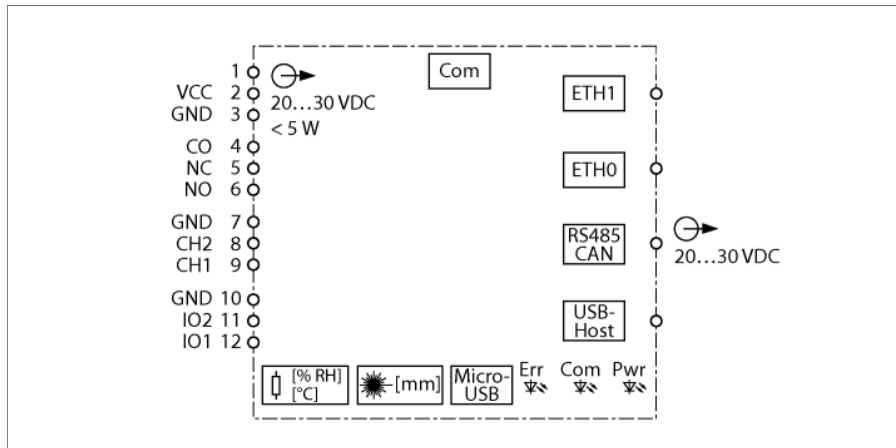 1
VCC 2
GND 3
20...30 VDC
< 5 W
CO 4
NC 5
NO 6
GND 7
CH2 8
CH1 9
GND 10
IO2 11
IO1 12
Com
ETH1
ETH0
RS485
CAN
20...30 VDC
USB-
Host
[% RH]
[°C]
[mm]
Micro-
USB
Err Com Pwr